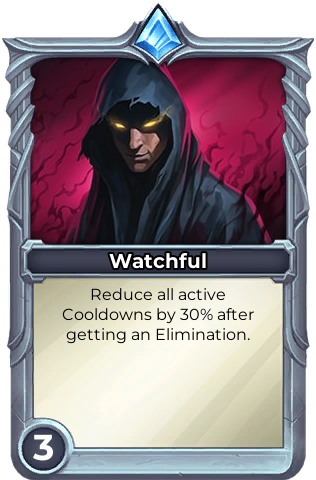 Watchful
Reduce all active
Cooldowns by 30% after
getting an Elimination.
3